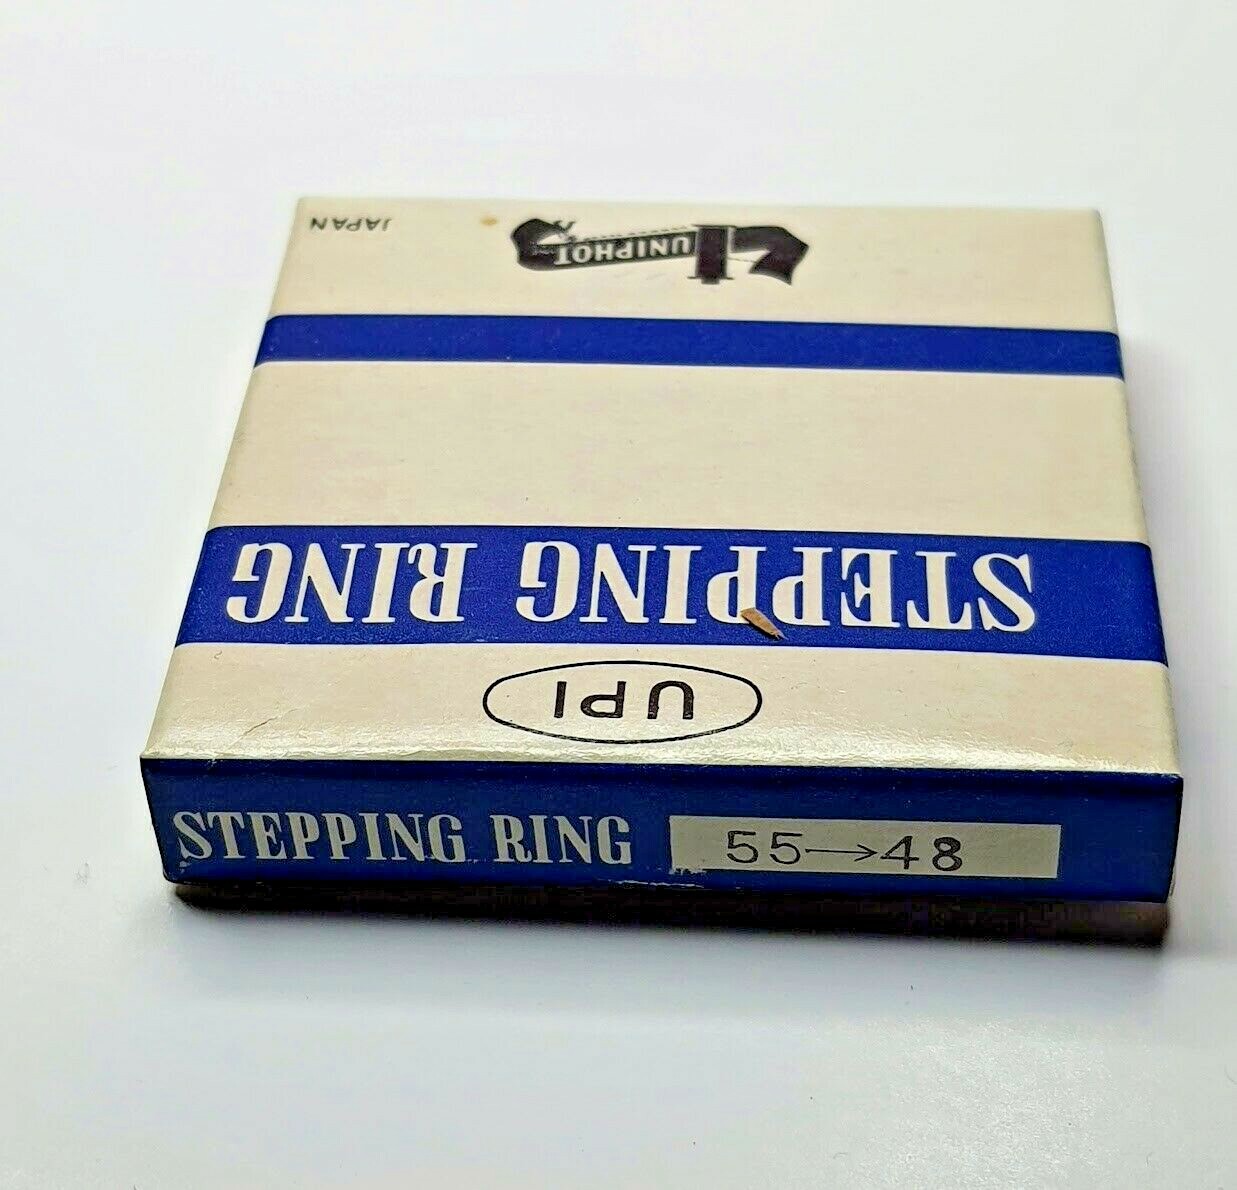 UPI
STEPPING RING
UNIPHOT
JAPAN
STEPPING RING 55→48